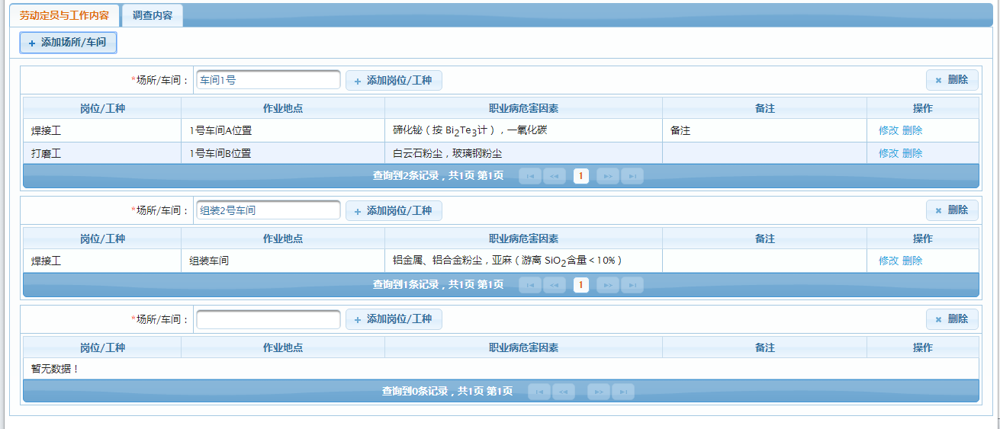 劳动定员与工作内容 调查内容
+ 添加场所/车间
*场所/车间： 车间1号 + 添加岗位/工种 × 删除
岗位/工种 作业地点 职业病危害因素 备注 操作
焊接工 1号车间A位置 碲化铋（按 Bi₂Te₃计），一氧化碳 备注 修改 删除
打磨工 1号车间B位置 白云石粉尘，玻璃钢粉尘 修改 删除
查询到2条记录，共1页 第1页 1
*场所/车间： 组装2号车间 + 添加岗位/工种 × 删除
岗位/工种 作业地点 职业病危害因素 备注 操作
焊接工 组装车间 铝金属、铝合金粉尘，亚麻（游离 SiO₂含量＜10%） 修改 删除
查询到1条记录，共1页 第1页 1
*场所/车间： + 添加岗位/工种 × 删除
岗位/工种 作业地点 职业病危害因素 备注 操作
暂无数据！
查询到0条记录，共1页 第1页